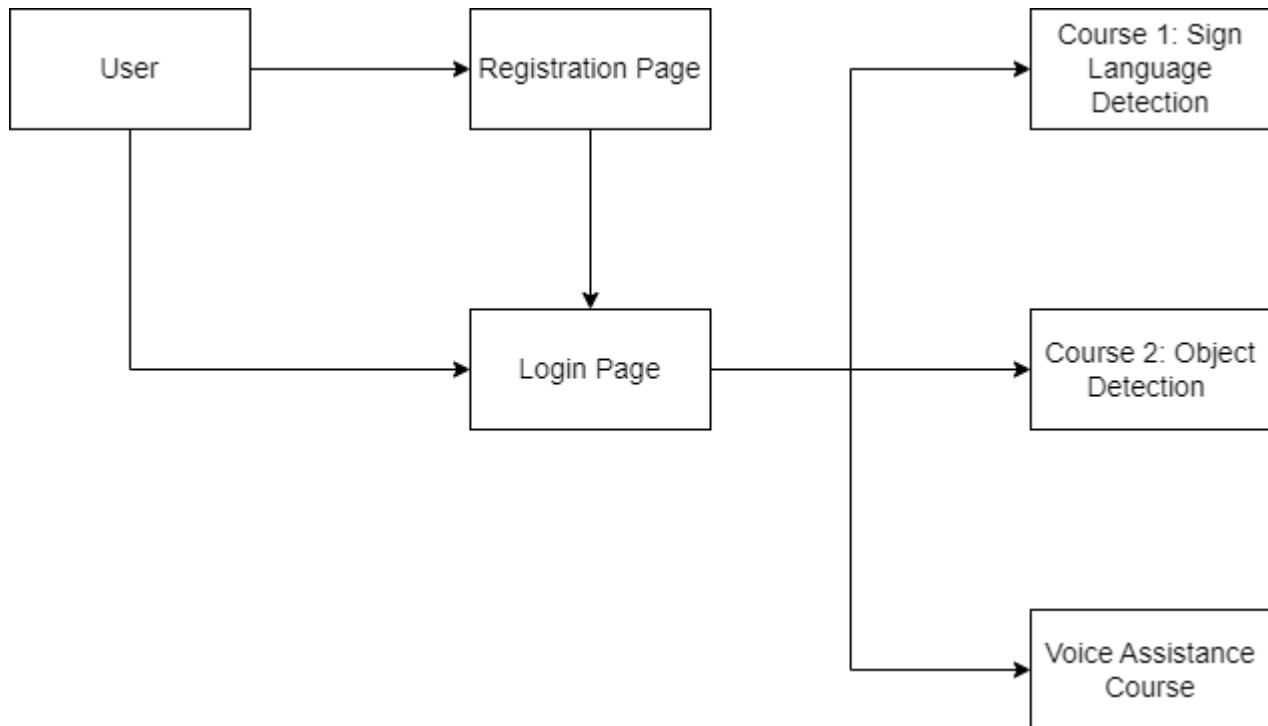 User
Registration Page
Course 1: Sign
Language
Detection
Login Page
Course 2: Object
Detection
Voice Assistance
Course